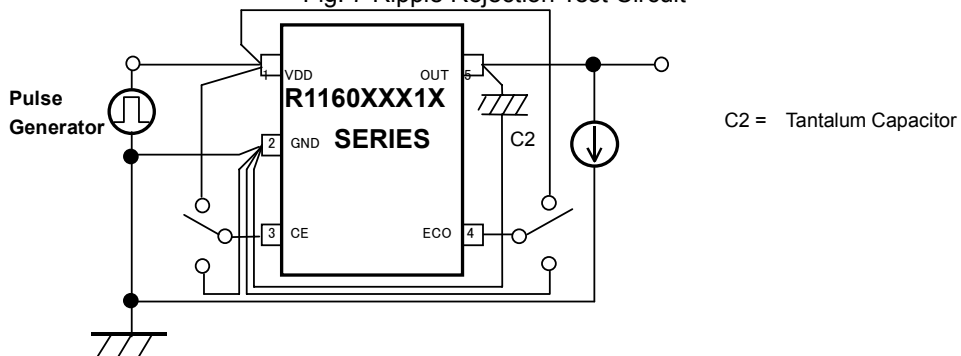 Fig. 7 Ripple Rejection Test Circuit
1 VDD OUT 5
R1160XXX1X
SERIES
Pulse
Generator
2 GND
C2
C2 = Tantalum Capacitor
3 CE ECO 4